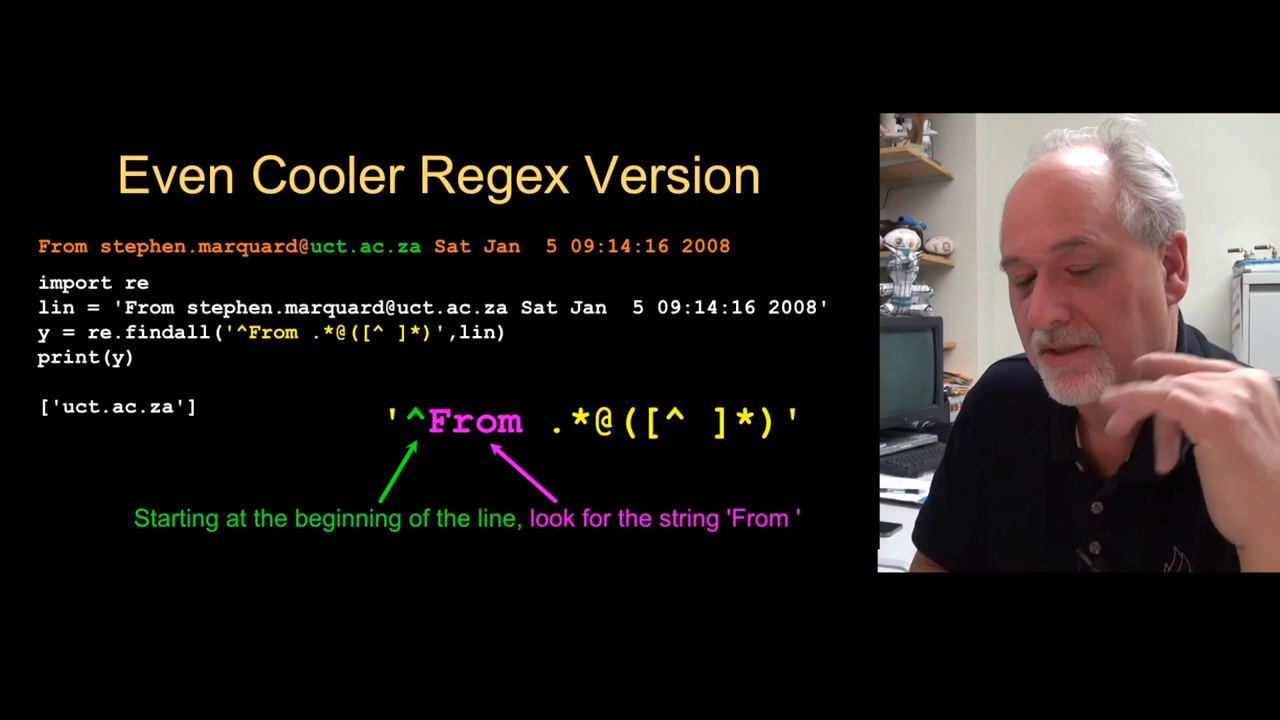 Even Cooler Regex Version
From stephen.marquard@uct.ac.za Sat Jan  5 09:14:16 2008
import re
lin = 'From stephen.marquard@uct.ac.za Sat Jan  5 09:14:16 2008'
y = re.findall('^From .*@([^ ]*)',lin)
print(y)
['uct.ac.za']
'^From .*@([^ ]*)'
Starting at the beginning of the line, look for the string 'From '